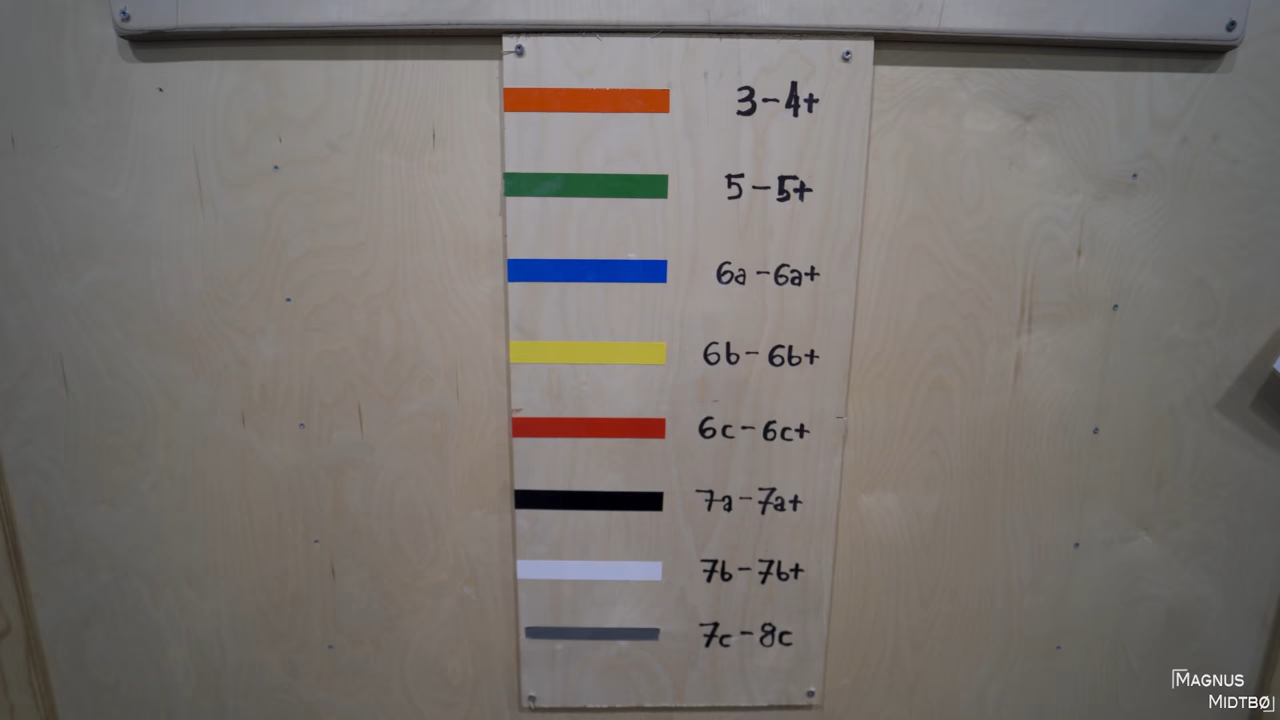 3-4+
5-5+
6a-6a+
6b-6b+
6c-6c+
7a-7a+
7b-7b+
7c-8c
MAGNUS
MIDTBØ